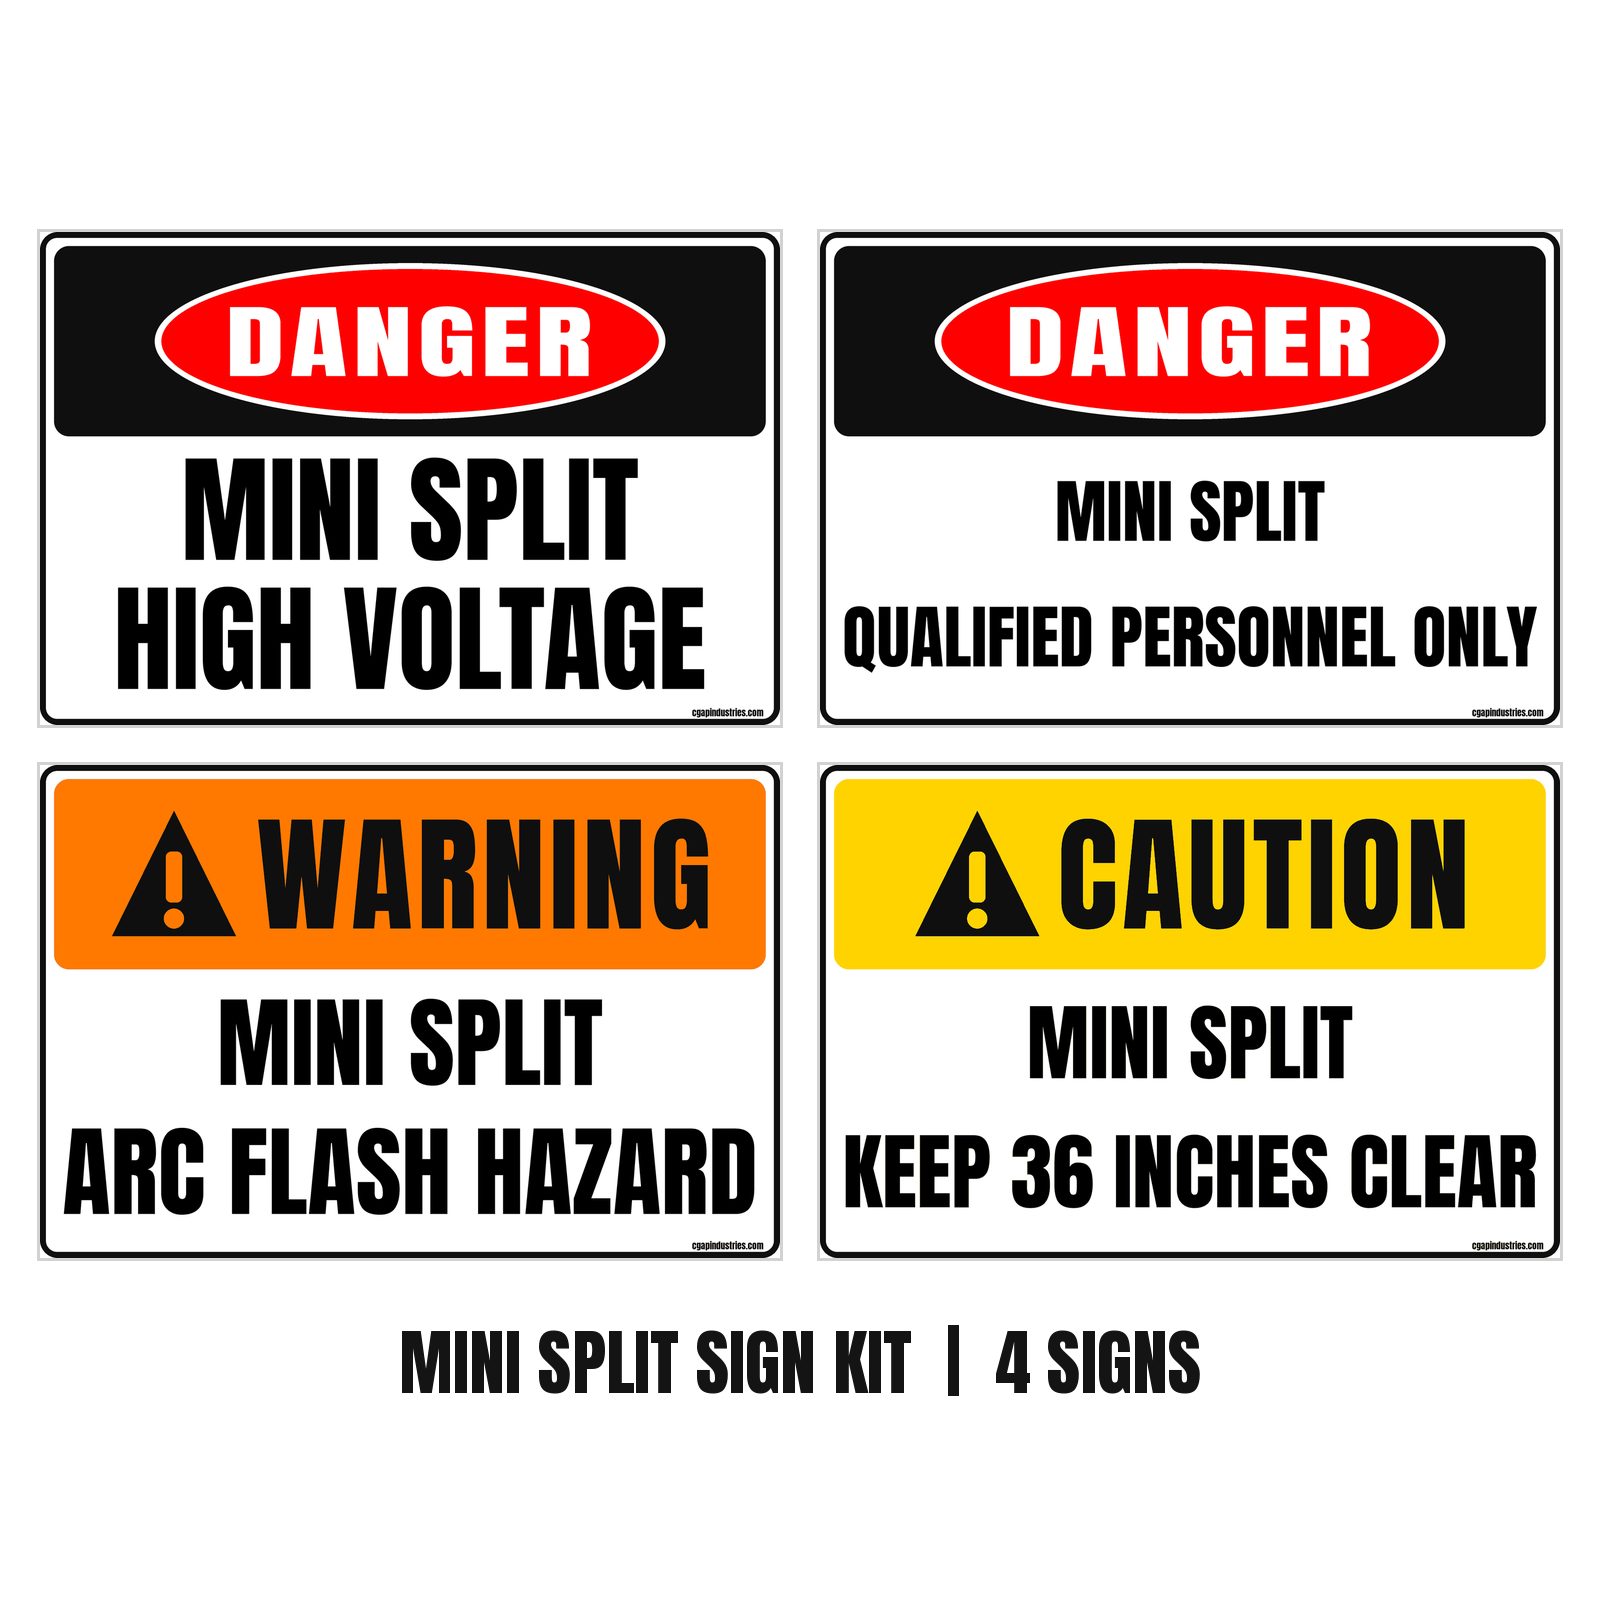 DANGER
MINI SPLIT
HIGH VOLTAGE
cgapindustries.com
DANGER
MINI SPLIT
QUALIFIED PERSONNEL ONLY
cgapindustries.com
WARNING
MINI SPLIT
ARC FLASH HAZARD
cgapindustries.com
CAUTION
MINI SPLIT
KEEP 36 INCHES CLEAR
cgapindustries.com
MINI SPLIT SIGN KIT | 4 SIGNS